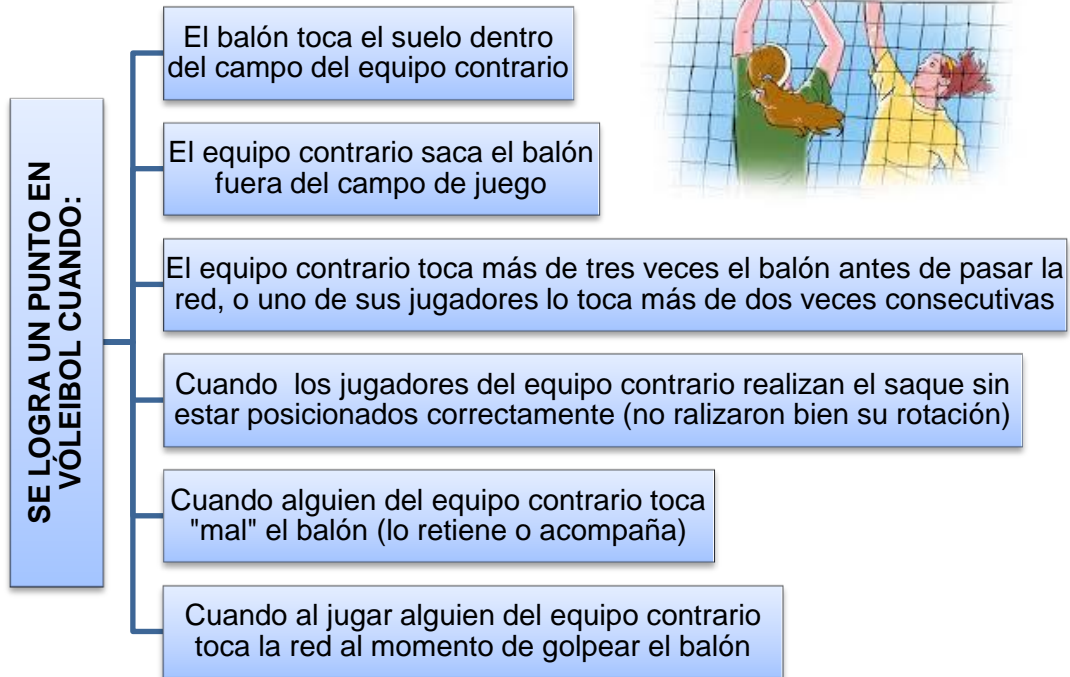 SE LOGRA UN PUNTO EN
VÓLEIBOL CUANDO:
El balón toca el suelo dentro
del campo del equipo contrario
El equipo contrario saca el balón
fuera del campo de juego
El equipo contrario toca más de tres veces el balón antes de pasar la
red, o uno de sus jugadores lo toca más de dos veces consecutivas
Cuando los jugadores del equipo contrario realizan el saque sin
estar posicionados correctamente (no ralizaron bien su rotación)
Cuando alguien del equipo contrario toca
"mal" el balón (lo retiene o acompaña)
Cuando al jugar alguien del equipo contrario
toca la red al momento de golpear el balón